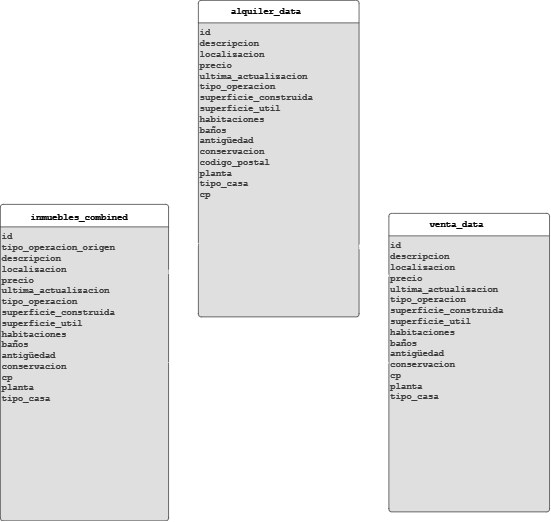 alquiler_data
id
descripcion
localizacion
precio
ultima_actualizacion
tipo_operacion
superficie_construida
superficie_util
habitaciones
baños
antigüedad
conservacion
codigo_postal
planta
tipo_casa
cp
inmuebles_combined
id
tipo_operacion_origen
descripcion
localizacion
precio
ultima_actualizacion
tipo_operacion
superficie_construida
superficie_util
habitaciones
baños
antigüedad
conservacion
cp
planta
tipo_casa
venta_data
id
descripcion
localizacion
precio
ultima_actualizacion
tipo_operacion
superficie_construida
superficie_util
habitaciones
baños
antigüedad
conservacion
cp
planta
tipo_casa